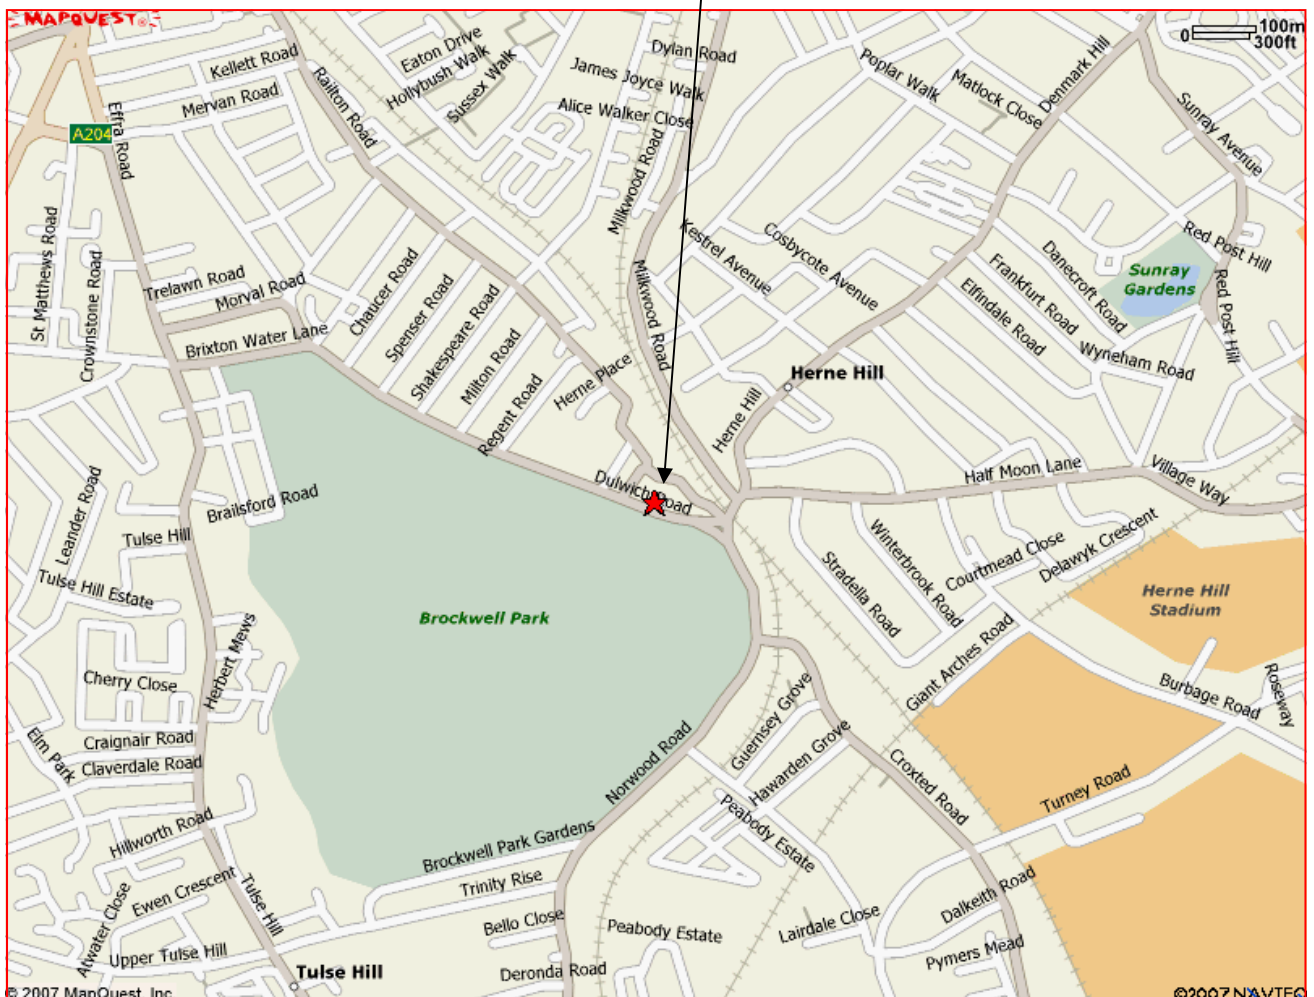 MAPQUEST
100m
0
300ft
Dylan Road
Eaton Drive
Kellett Road
Hollybush Walk
Sussex Walk
James Joyce Walk
Poplar Walk
Matlock Close
Denmark Hill
Railton Road
Mervan Road
Alice Walker Close
Sunray Avenue
A204
Effra Road
Milkwood Road
St Matthews Road
Crownstone Road
Trelawn Road
Morval Road
Chaucer Road
Spenser Road
Shakespeare Road
Milton Road
Regent Road
Herne Place
Milkwood Road
Kestrel Avenue
Cosbycote Avenue
Red Post Hill
Sunray
Gardens
Danecroft Road
Frankfurt Road
Elfindale Road
Red Post Hill
Wyneham Road
Brixton Water Lane
Herne Hill
Herne Hill
Half Moon Lane
Village Way
Dulwich Road
Leander Road
Brailsford Road
Tulse Hill
Tulse Hill Estate
Stradella Road
Winterbrook Road
Courtmead Close
Delawyk Crescent
Herne Hill
Stadium
Brockwell Park
Herbert Mews
Cherry Close
Giant Arches Road
Burbage Road
Roseway
Elm Park
Craignair Road
Claverdale Road
Norwood Road
Guernsey Grove
Hawarden Grove
Croxted Road
Turney Road
Peabody Estate
Hillworth Road
Brockwell Park Gardens
Trinity Rise
Ewen Crescent
Tulse Hill
Atwater Close
Bello Close
Peabody Estate
Lairdale Close
Dalkeith Road
Pymers Mead
Upper Tulse Hill
Tulse Hill
Deronda Road
© 2007 MapQuest, Inc
©2007 NAVTEQ